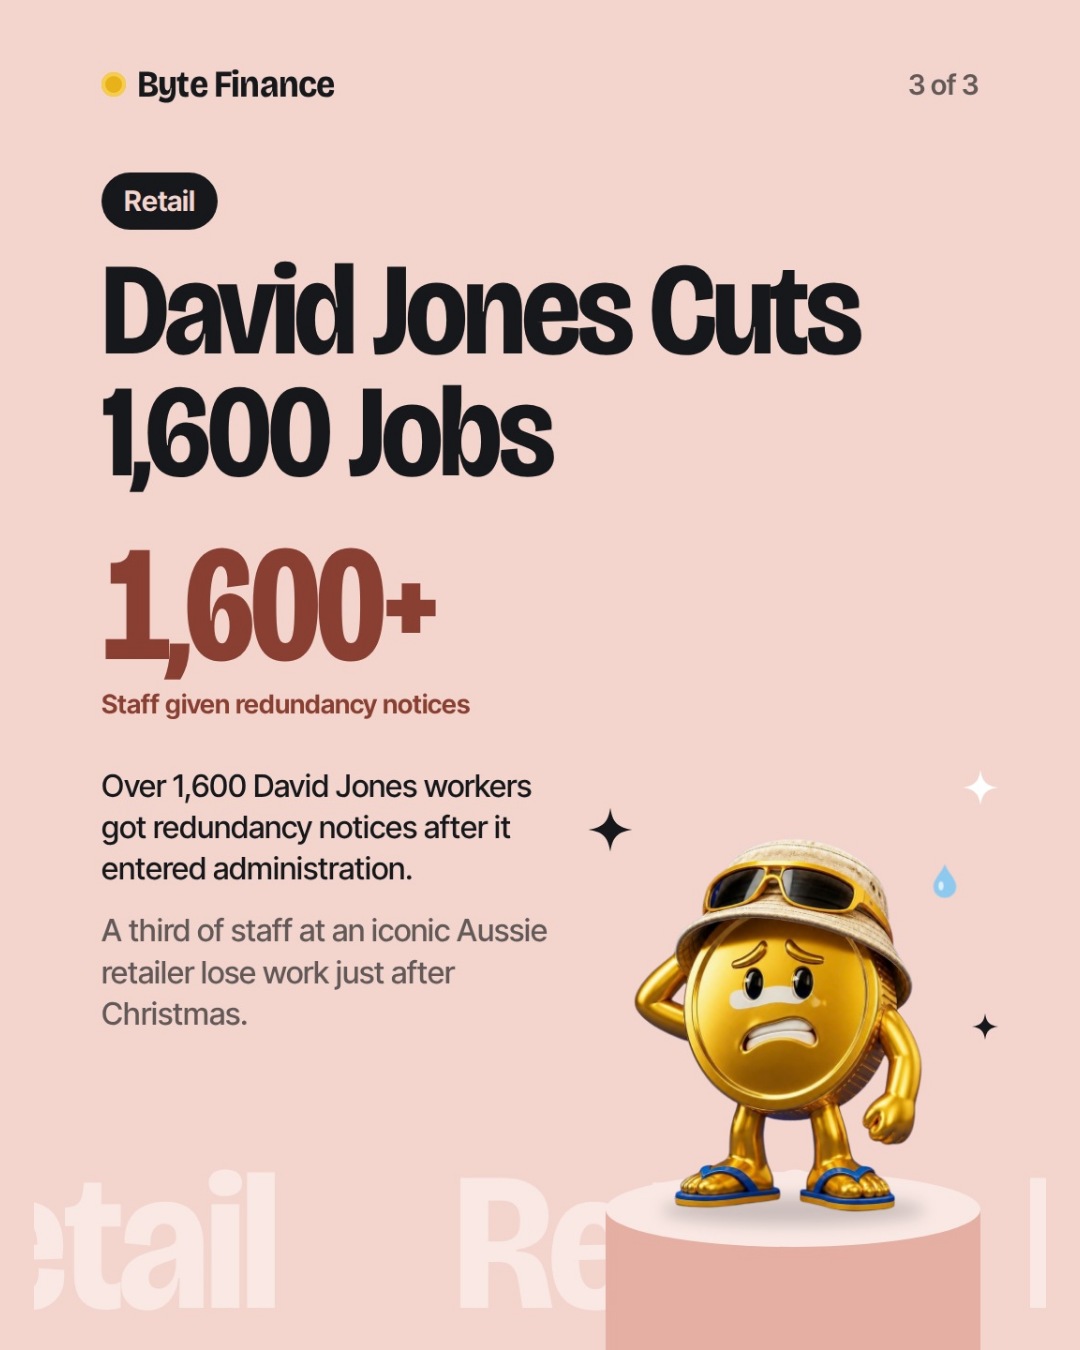 Byte Finance
3 of 3
Retail
David Jones Cuts
1,600 Jobs
1,600+
Staff given redundancy notices
Over 1,600 David Jones workers
got redundancy notices after it
entered administration.
A third of staff at an iconic Aussie
retailer lose work just after
Christmas.
etail Re